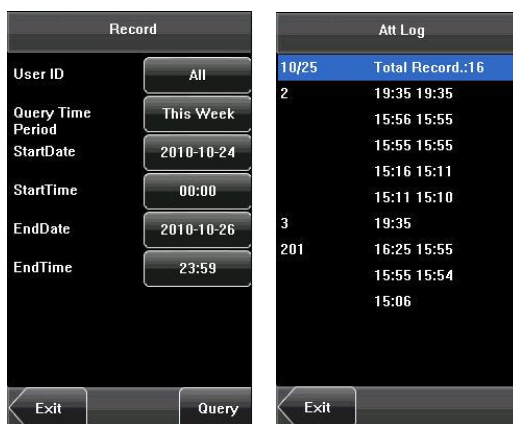 Record
User ID All
Query Time Period This Week
StartDate 2010-10-24
StartTime 00:00
EndDate 2010-10-26
EndTime 23:59
Exit Query
Att Log
10/25 Total Record.:16
2 19:35 19:35
15:56 15:55
15:55 15:55
15:16 15:11
15:11 15:10
3 19:35
201 16:25 15:55
15:55 15:54
15:06
Exit